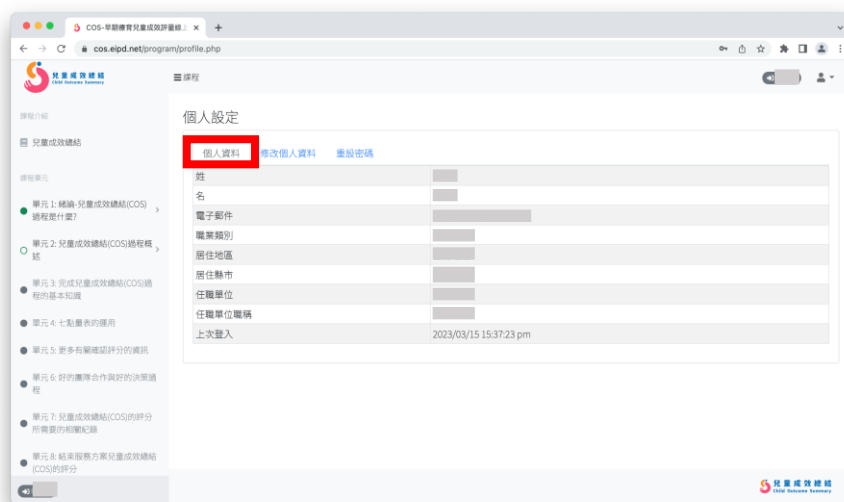 COS-早期療育兒童成效評量線上
cos.eipd.net/program/profile.php
兒童成效總結
Child Outcome Summary
課程
課程介紹
個人設定
兒童成效總結
個人資料 修改個人資料 重設密碼
課程單元
姓
名
單元 1: 緒論-兒童成效總結(COS)
過程是什麼?
電子郵件
職業類別
單元 2: 兒童成效總結(COS)過程概
述
居住地區
居住縣市
單元 3: 完成兒童成效總結(COS)過
程的基本知識
任職單位
任職單位職稱
單元 4: 七點量表的運用
上次登入 2023/03/15 15:37:23 pm
單元 5: 更多有關確認評分的資訊
單元 6: 好的團隊合作與好的決策過
程
單元 7: 兒童成效總結(COS)的評分
所需要的相關紀錄
單元 8: 結束服務方案兒童成效總結
(COS)的評分
兒童成效總結
Child Outcome Summary